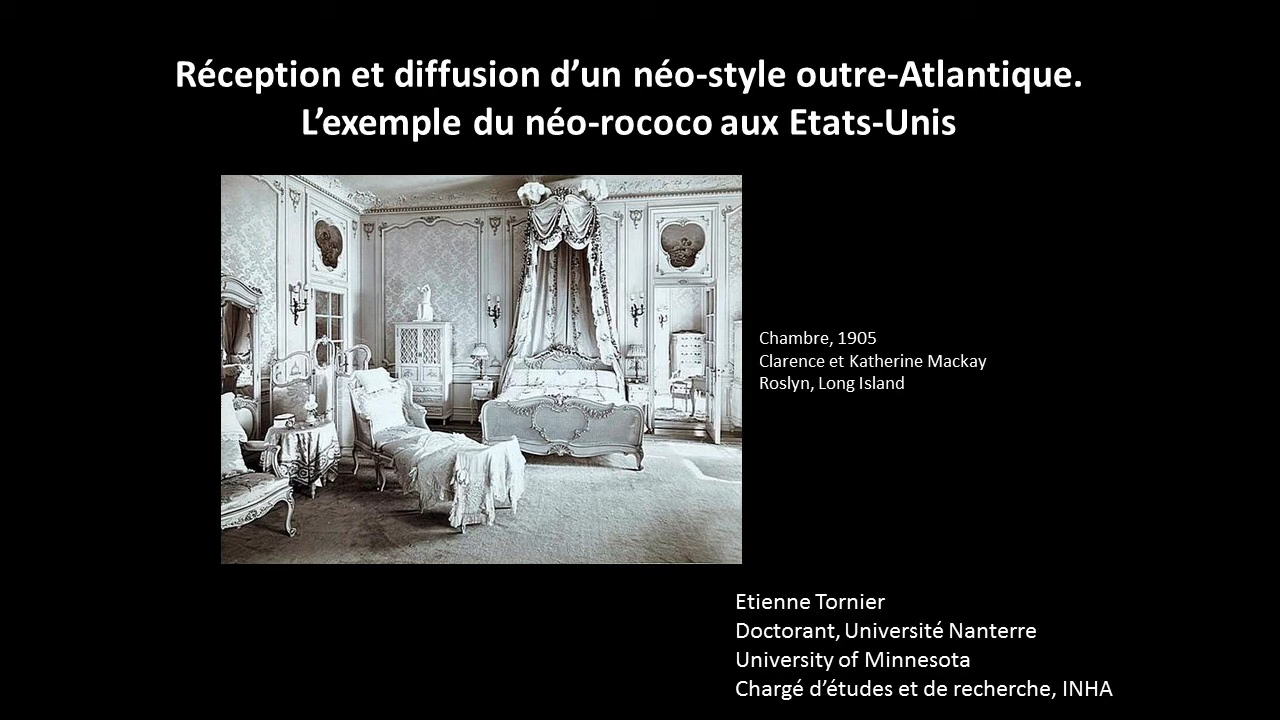 Réception et diffusion d’un néo-style outre-Atlantique.
L’exemple du néo-rococo aux Etats-Unis
Chambre, 1905
Clarence et Katherine Mackay
Roslyn, Long Island
Etienne Tornier
Doctorant, Université Nanterre
University of Minnesota
Chargé d’études et de recherche, INHA